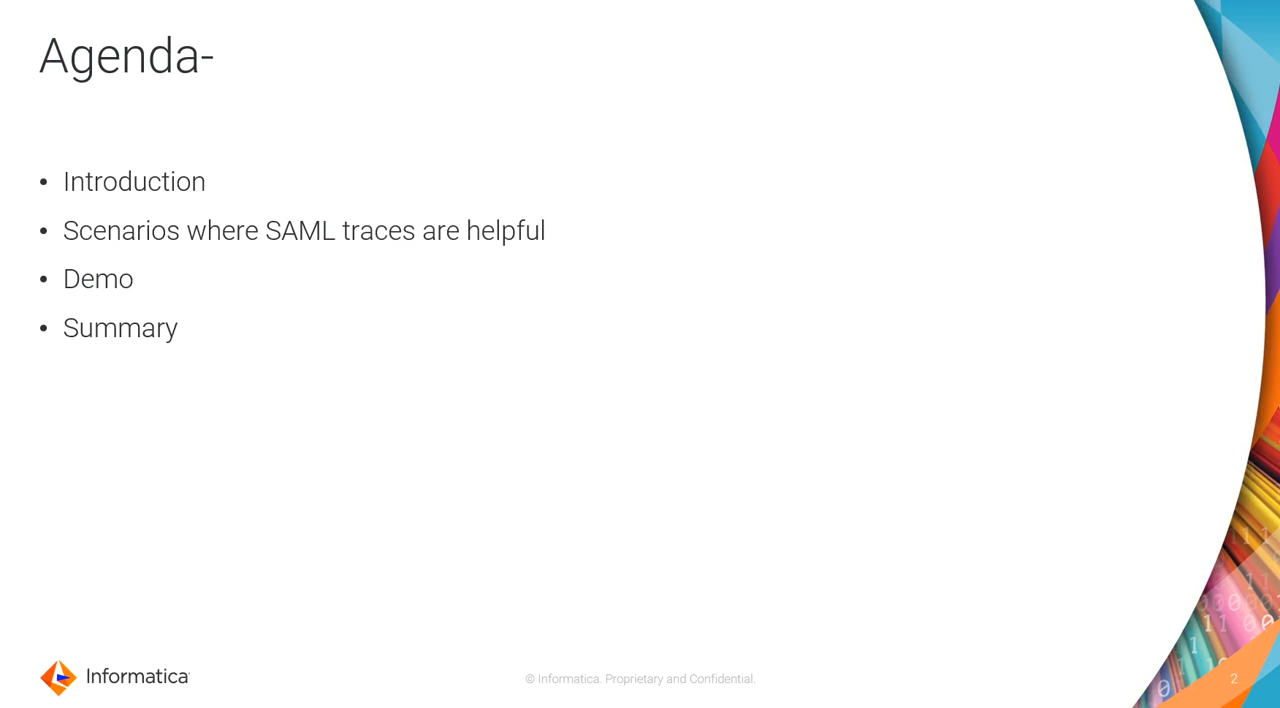 Agenda-
• Introduction
• Scenarios where SAML traces are helpful
• Demo
• Summary
Informatica
© Informatica. Proprietary and Confidential.
2